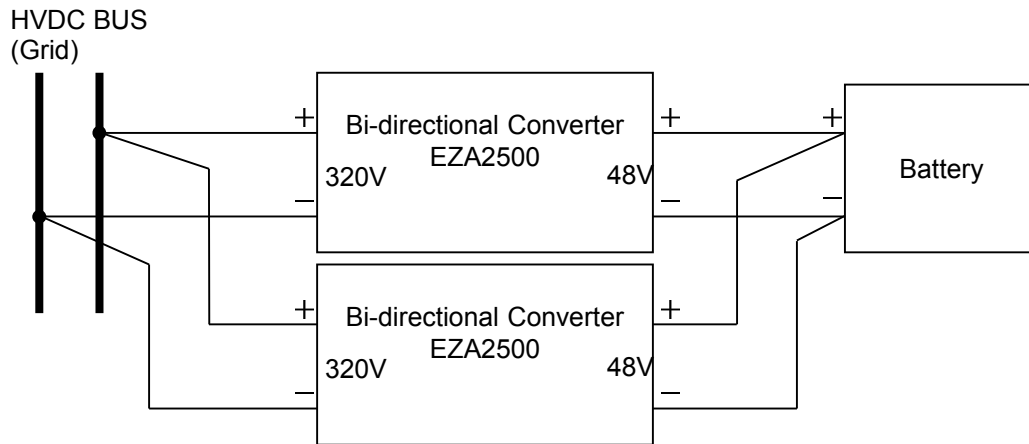 HVDC BUS
(Grid)
+
+
+
Bi-directional Converter
EZA2500
320V
48V
Battery
−
−
−
+
+
Bi-directional Converter
EZA2500
320V
48V
−
−